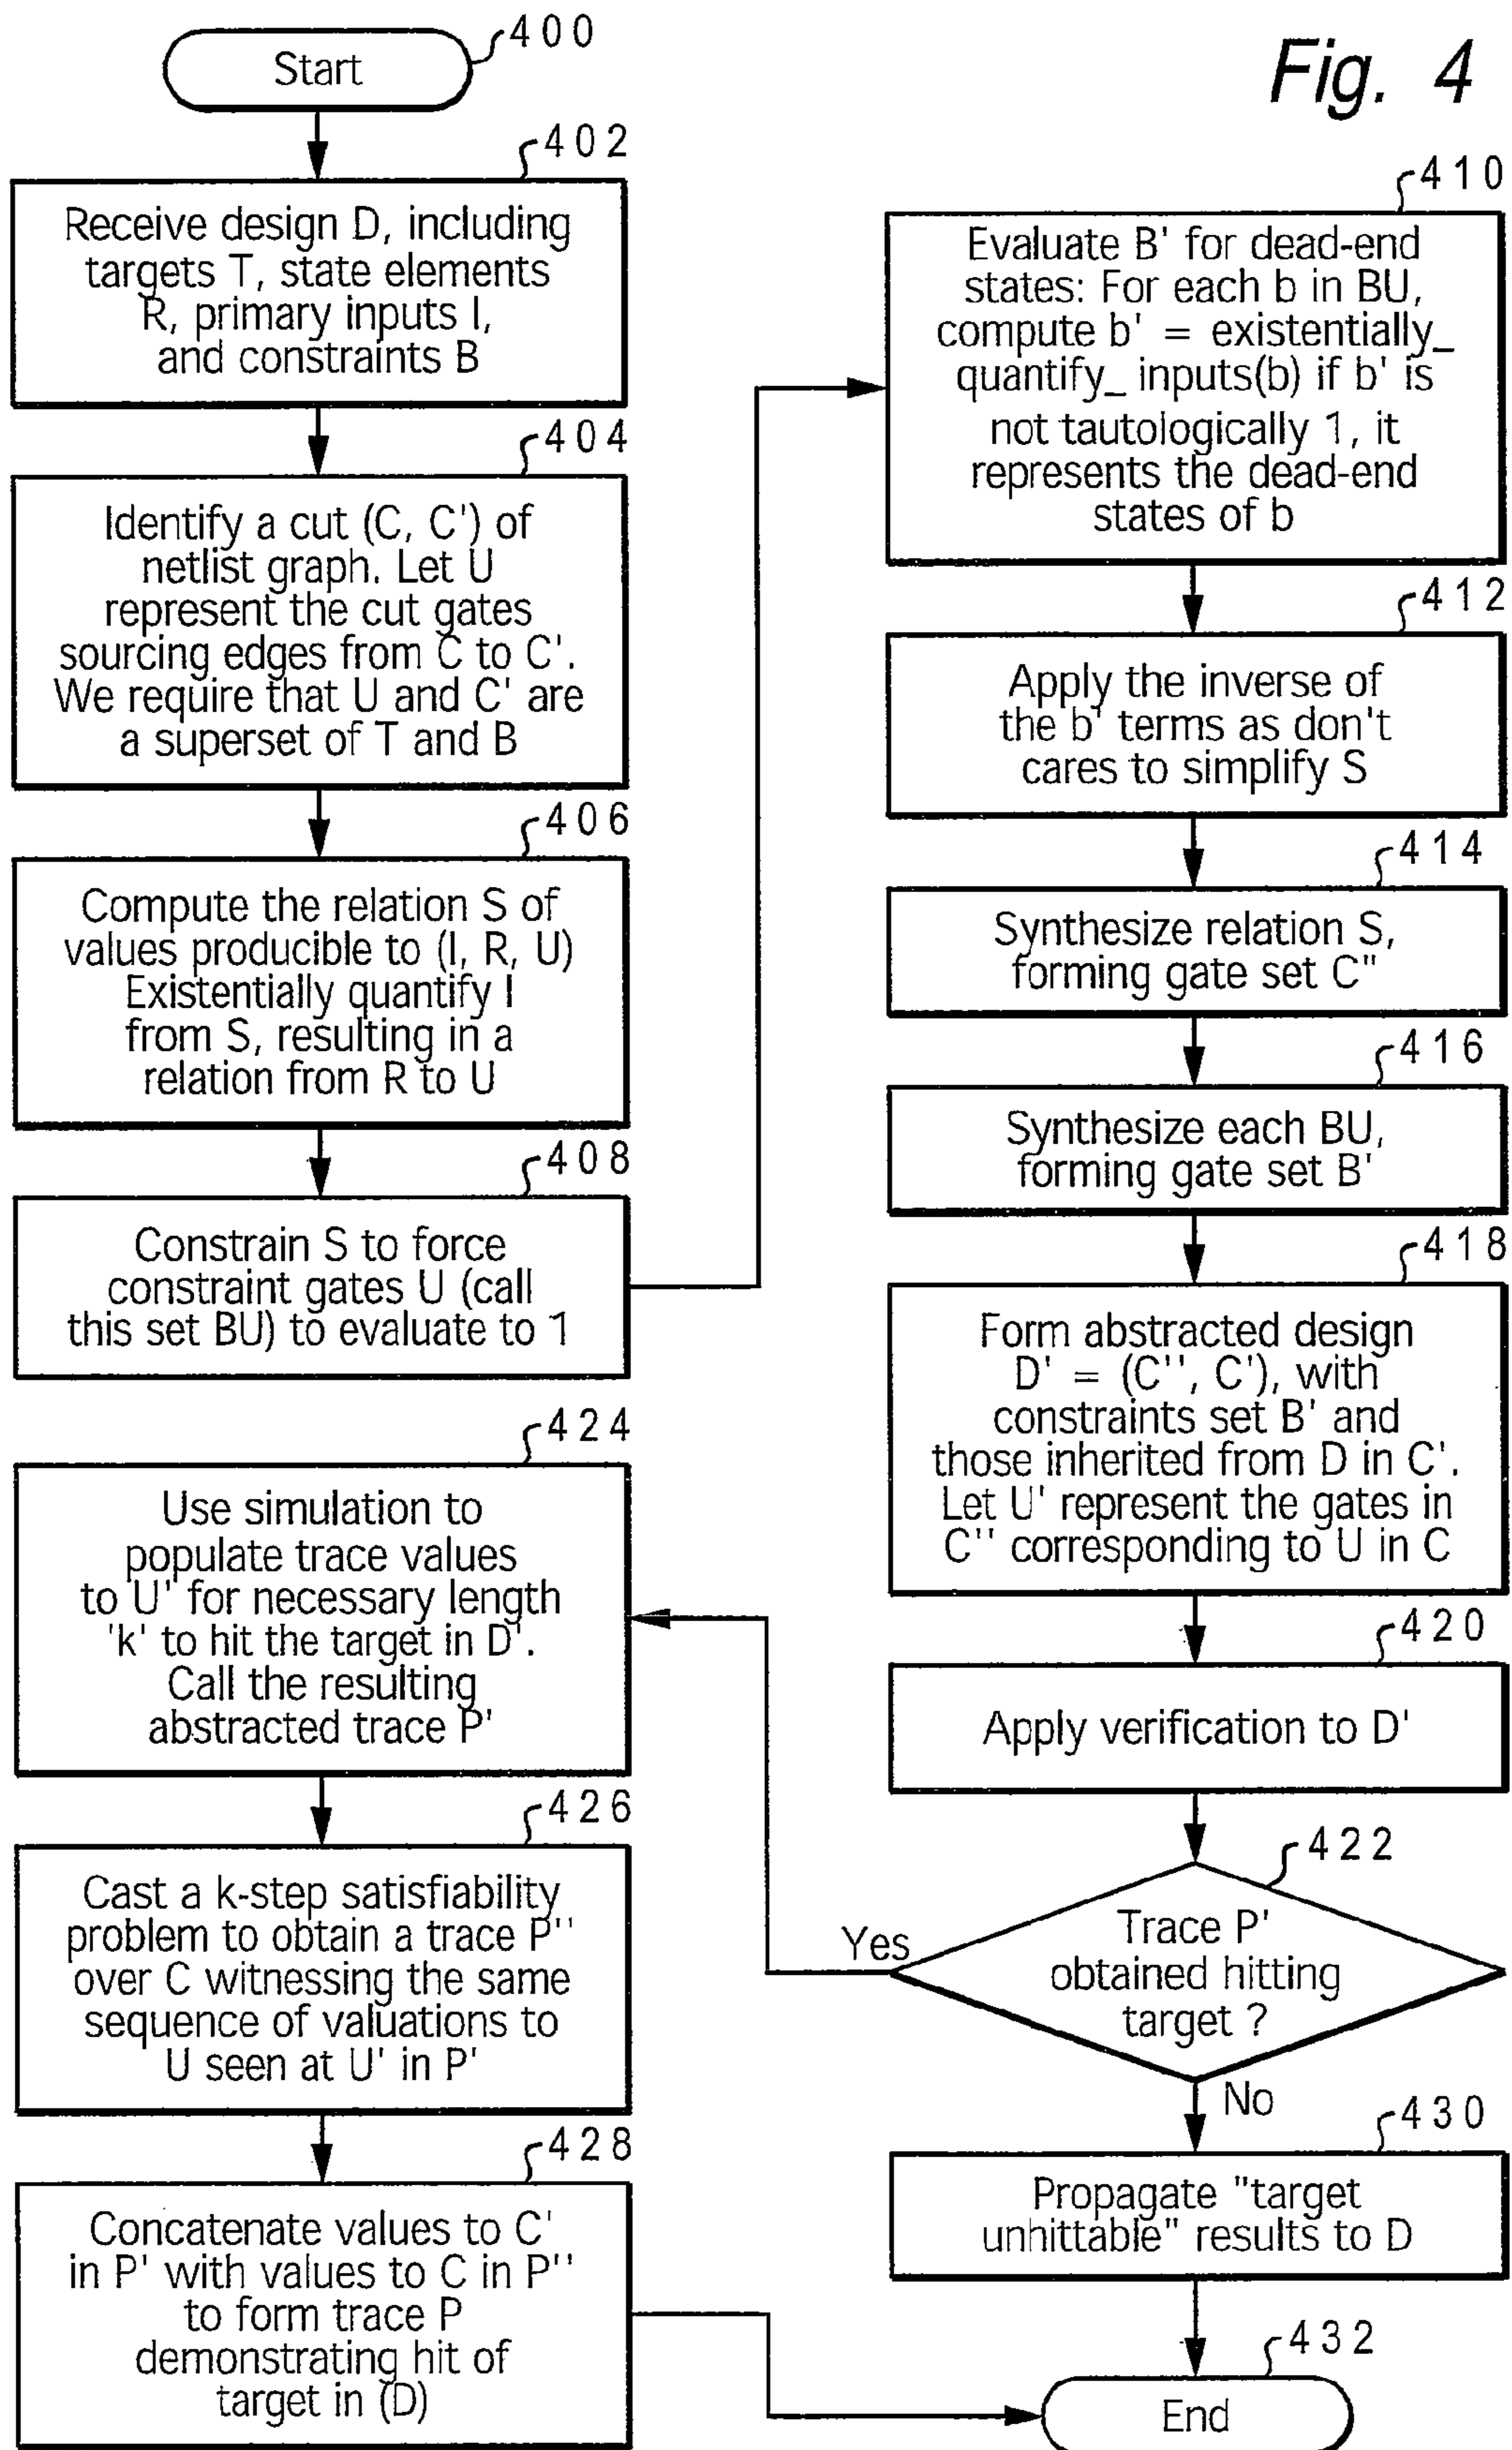 Fig. 4
400
Start
402
Receive design D, including
targets T, state elements
R, primary inputs I,
and constraints B
404
Identify a cut (C, C') of
netlist graph. Let U
represent the cut gates
sourcing edges from C to C'.
We require that U and C' are
a superset of T and B
406
Compute the relation S of
values producible to (I, R, U)
Existentially quantify I
from S, resulting in a
relation from R to U
408
Constrain S to force
constraint gates U (call
this set BU) to evaluate to 1
410
Evaluate B' for dead-end
states: For each b in BU,
compute b' = existentially_
quantify_ inputs(b) if b' is
not tautologically 1, it
represents the dead-end
states of b
412
Apply the inverse of
the b' terms as don't
cares to simplify S
414
Synthesize relation S,
forming gate set C''
416
Synthesize each BU,
forming gate set B'
418
Form abstracted design
D' = (C'', C'), with
constraints set B' and
those inherited from D in C'.
Let U' represent the gates in
C'' corresponding to U in C
420
Apply verification to D'
422
Trace P'
obtained hitting
target ?
Yes
No
424
Use simulation to
populate trace values
to U' for necessary length
'k' to hit the target in D'.
Call the resulting
abstracted trace P'
426
Cast a k-step satisfiability
problem to obtain a trace P''
over C witnessing the same
sequence of valuations to
U seen at U' in P'
428
Concatenate values to C'
in P' with values to C in P''
to form trace P
demonstrating hit of
target in (D)
430
Propagate "target
unhittable" results to D
432
End